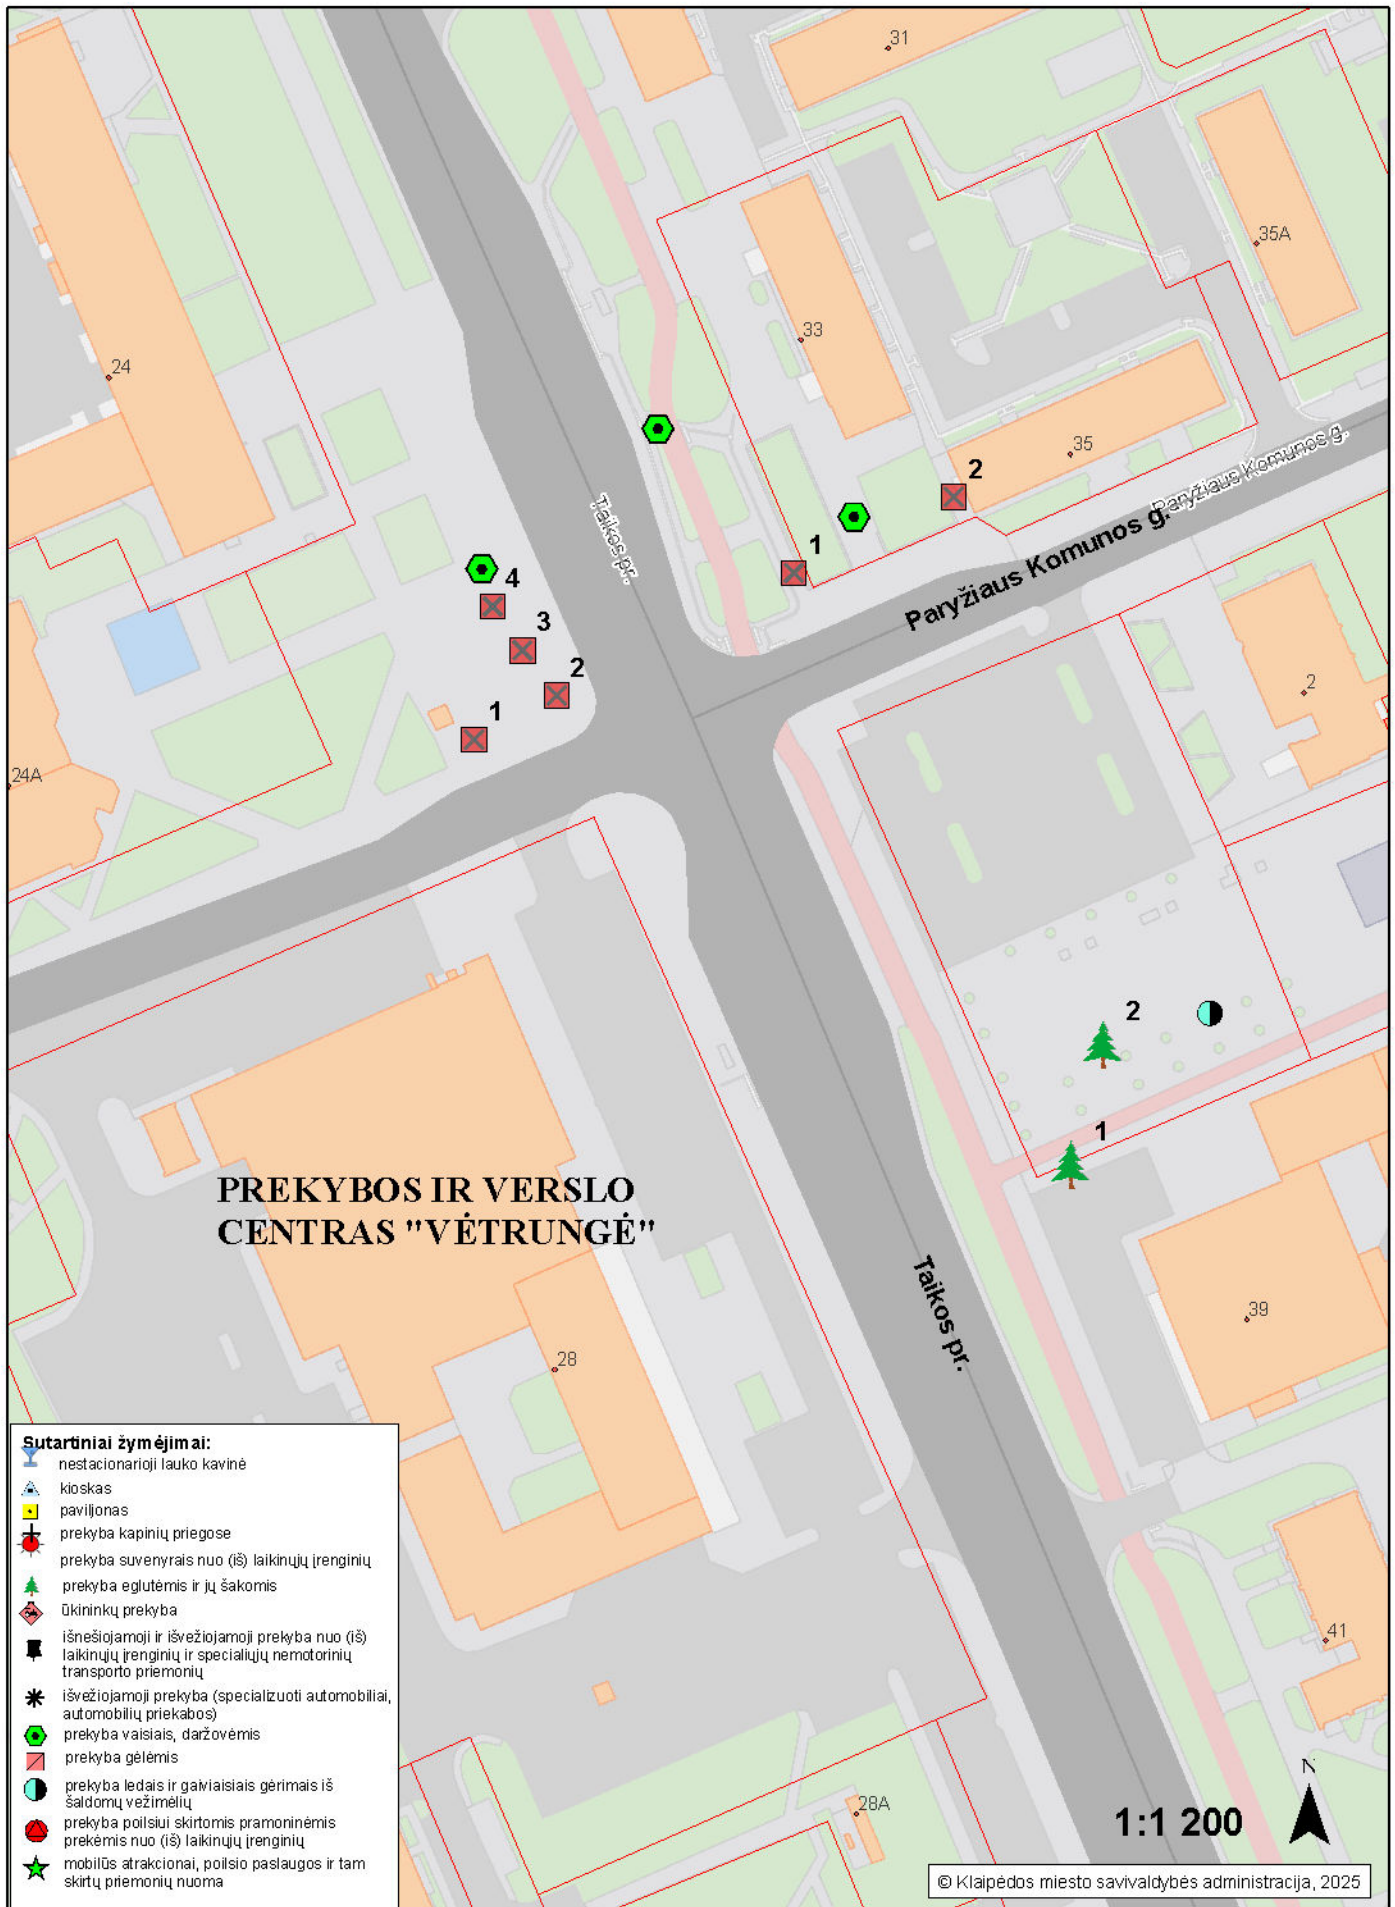 31
35A
33
24
35
Paryžiaus Komunos g.
Paryžiaus Komunos g.
Taikos pr.
2
1
4
3
2
1
2
24A
2
1
PREKYBOS IR VERSLO
CENTRAS "VĖTRUNGĖ"
Taikos pr.
39
28
41
28A
Sutartiniai žymėjimai:
nestacionarioji lauko kavinė
kioskas
paviljonas
prekyba kapinių prieigose
prekyba suvenyrais nuo (iš) laikinųjų įrenginių
prekyba eglutėmis ir jų šakomis
ūkininkų prekyba
išnešiojamoji ir išvežiojamoji prekyba nuo (iš)
laikinųjų įrenginių ir specialiųjų nemotorinių
transporto priemonių
išvežiojamoji prekyba (specializuoti automobiliai,
automobilių priekabos)
prekyba vaisiais, daržovėmis
prekyba gėlėmis
prekyba ledais ir gaiviaisiais gėrimais iš
šaldomų vežimėlių
prekyba poilsiui skirtomis pramoninėmis
prekėmis nuo (iš) laikinųjų įrenginių
mobilūs atrakcionai, poilsio paslaugos ir tam
skirtų priemonių nuoma
N
1:1 200
© Klaipėdos miesto savivaldybės administracija, 2025